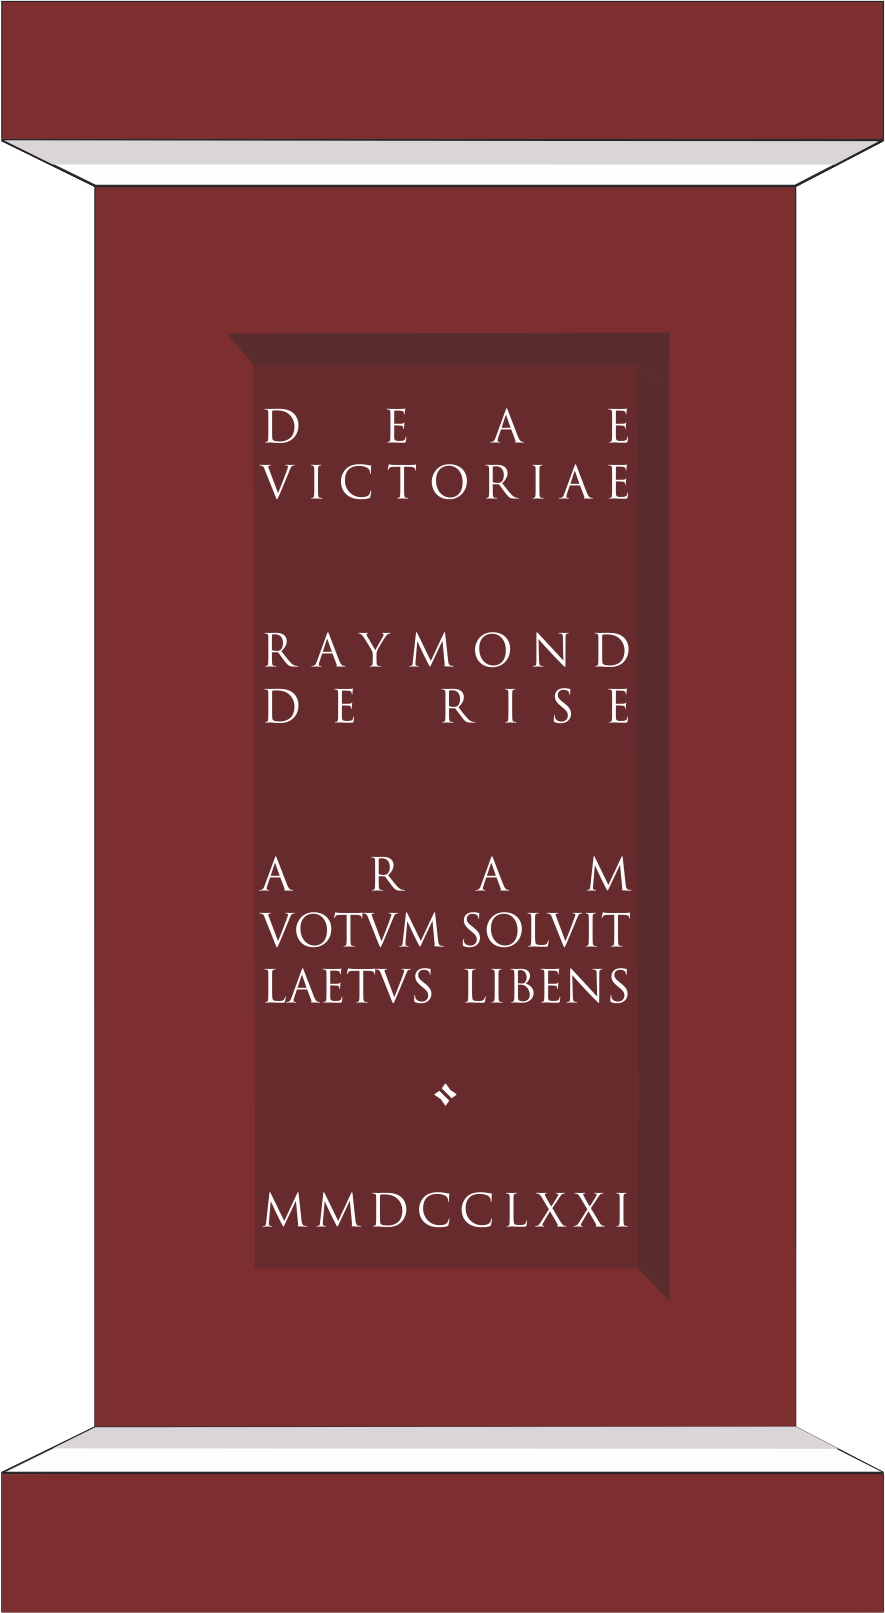 DEAE
VICTORIAE
RAYMOND
DE RISE
ARAM
VOTVM SOLVIT
LAETVS LIBENS
MMDCCLXXI